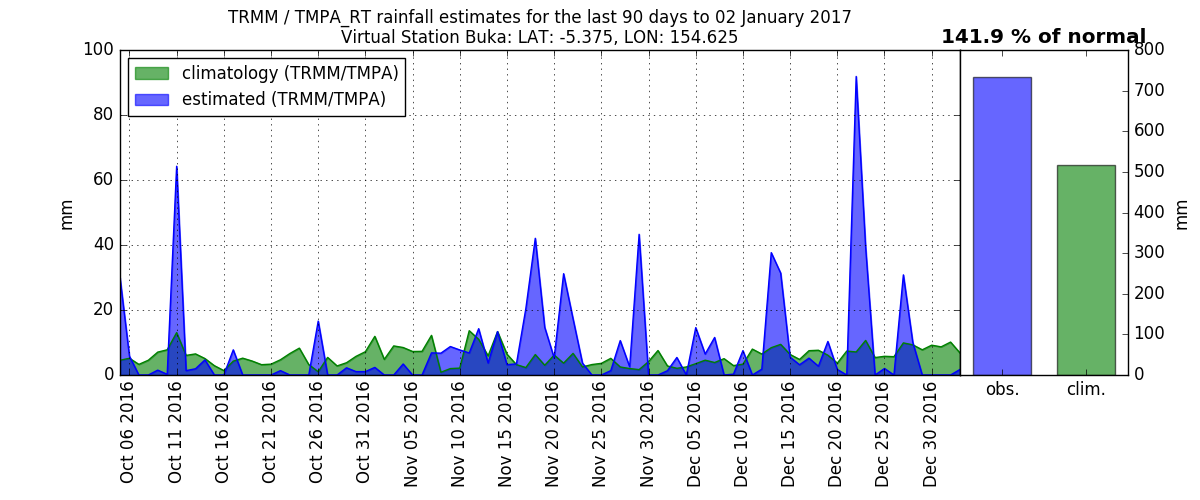 TRMM / TMPA_RT rainfall estimates for the last 90 days to 02 January 2017
Virtual Station Buka: LAT: -5.375, LON: 154.625
141.9 % of normal
climatology (TRMM/TMPA)
estimated (TRMM/TMPA)
100
80
60
40
20
0
mm
Oct 06 2016
Oct 11 2016
Oct 16 2016
Oct 21 2016
Oct 26 2016
Oct 31 2016
Nov 05 2016
Nov 10 2016
Nov 15 2016
Nov 20 2016
Nov 25 2016
Nov 30 2016
Dec 05 2016
Dec 10 2016
Dec 15 2016
Dec 20 2016
Dec 25 2016
Dec 30 2016
obs.
clim.
800
700
600
500
400
300
200
100
0
mm